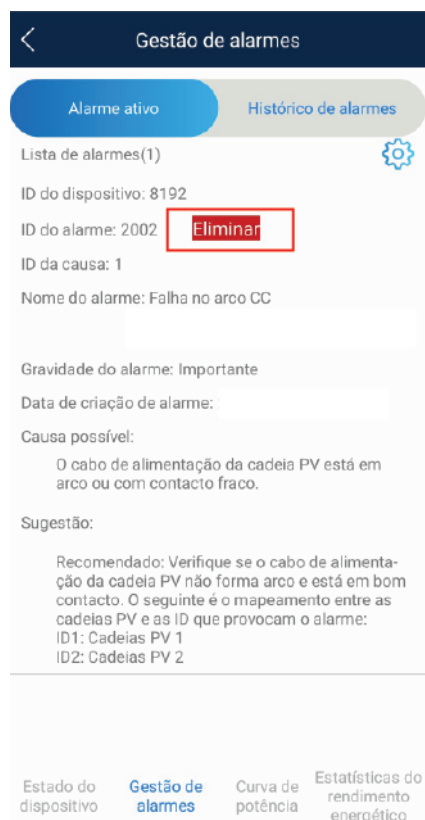 Gestão de alarmes
Alarme ativo
Histórico de alarmes
Lista de alarmes(1)
ID do dispositivo: 8192
ID do alarme: 2002 Eliminar
ID da causa: 1
Nome do alarme: Falha no arco CC
Gravidade do alarme: Importante
Data de criação de alarme:
Causa possível:
O cabo de alimentação da cadeia PV está em
arco ou com contacto fraco.
Sugestão:
Recomendado: Verifique se o cabo de alimenta-
ção da cadeia PV não forma arco e está em bom
contacto. O seguinte é o mapeamento entre as
cadeias PV e as ID que provocam o alarme:
ID1: Cadeias PV 1
ID2: Cadeias PV 2
Estado do
dispositivo
Gestão de
alarmes
Curva de
potência
Estatísticas do
rendimento
energético